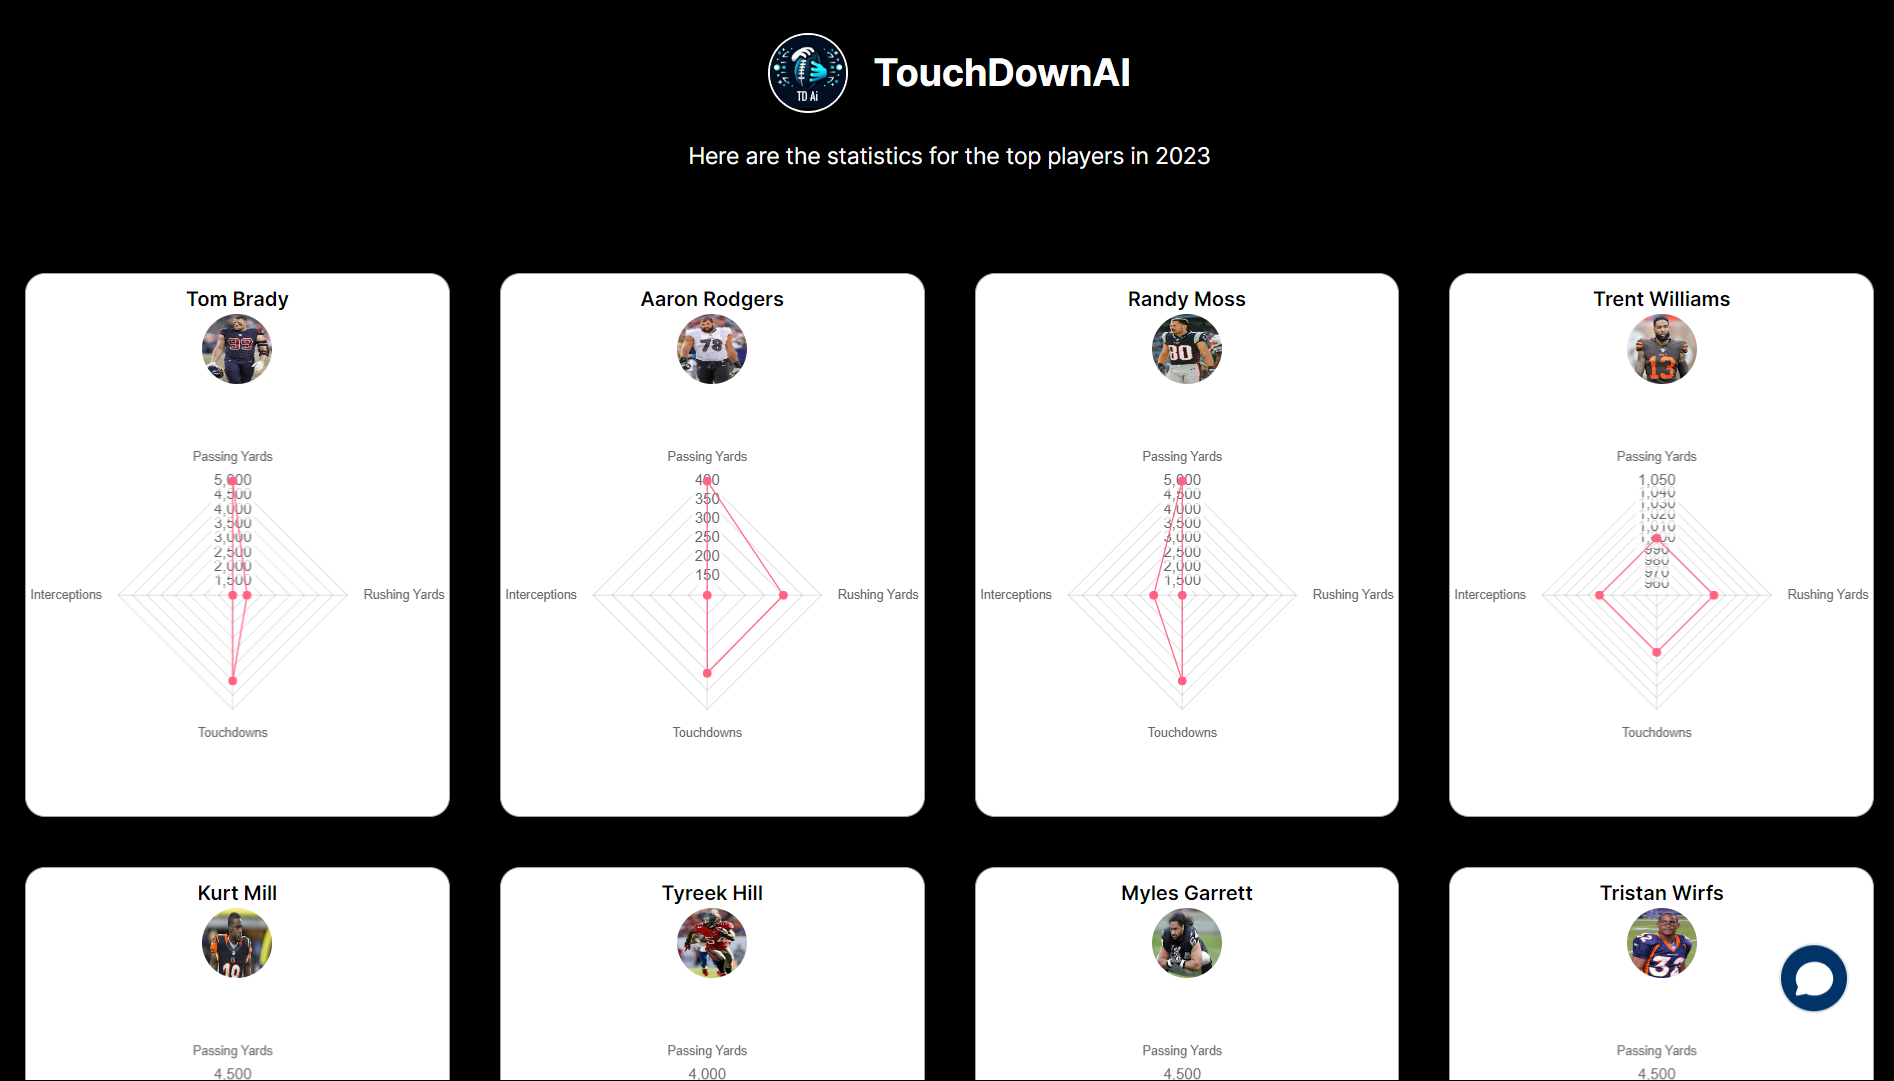 TD Ai
TouchDownAI
Here are the statistics for the top players in 2023
Tom Brady
99
Passing Yards
5,000
4,500
4,000
3,500
3,000
2,500
2,000
1,500
Interceptions
Rushing Yards
Touchdowns
Aaron Rodgers
78
Passing Yards
400
350
300
250
200
150
Interceptions
Rushing Yards
Touchdowns
Randy Moss
80
Passing Yards
5,000
4,500
4,000
3,500
3,000
2,500
2,000
1,500
Interceptions
Rushing Yards
Touchdowns
Trent Williams
13
Passing Yards
1,050
1,040
1,030
1,020
1,010
1,000
990
980
970
960
Interceptions
Rushing Yards
Touchdowns
Kurt Mill
Passing Yards
4,500
Tyreek Hill
Passing Yards
4,000
Myles Garrett
Passing Yards
4,500
Tristan Wirfs
32
Passing Yards
4,500